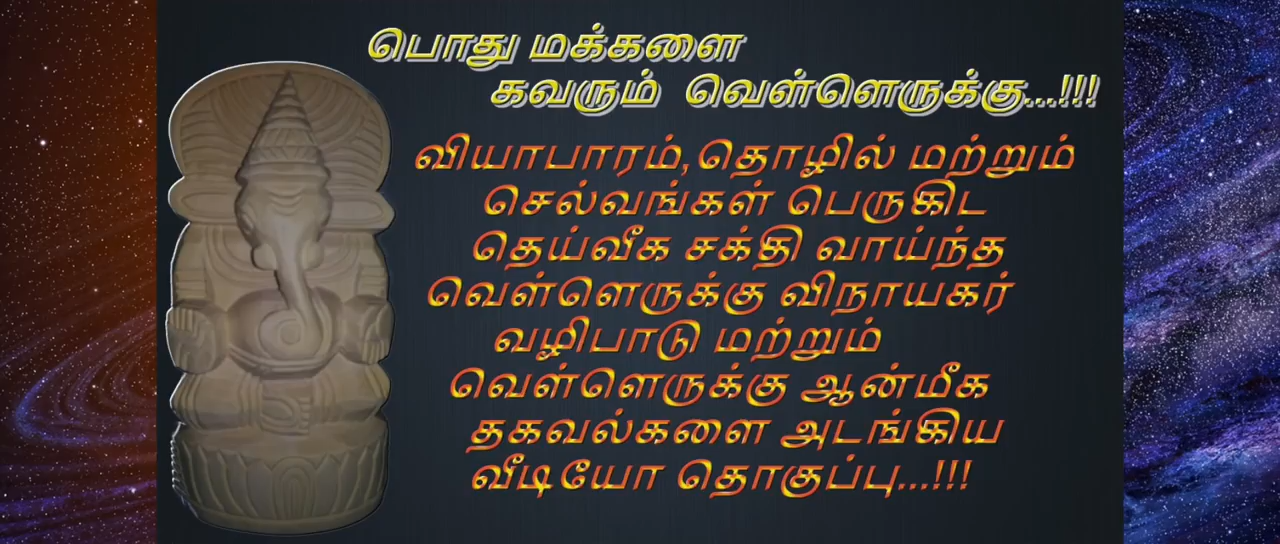 பொது மக்களை
கவரும் வெள்ளெருக்கு...!!!
வியாபாரம்,தொழில் மற்றும்
செல்வங்கள் பெருகிட
தெய்வீக சக்தி வாய்ந்த
வெள்ளெருக்கு விநாயகர்
வழிபாடு மற்றும்
வெள்ளெருக்கு ஆன்மீக
தகவல்களை அடங்கிய
வீடியோ தொகுப்பு...!!!